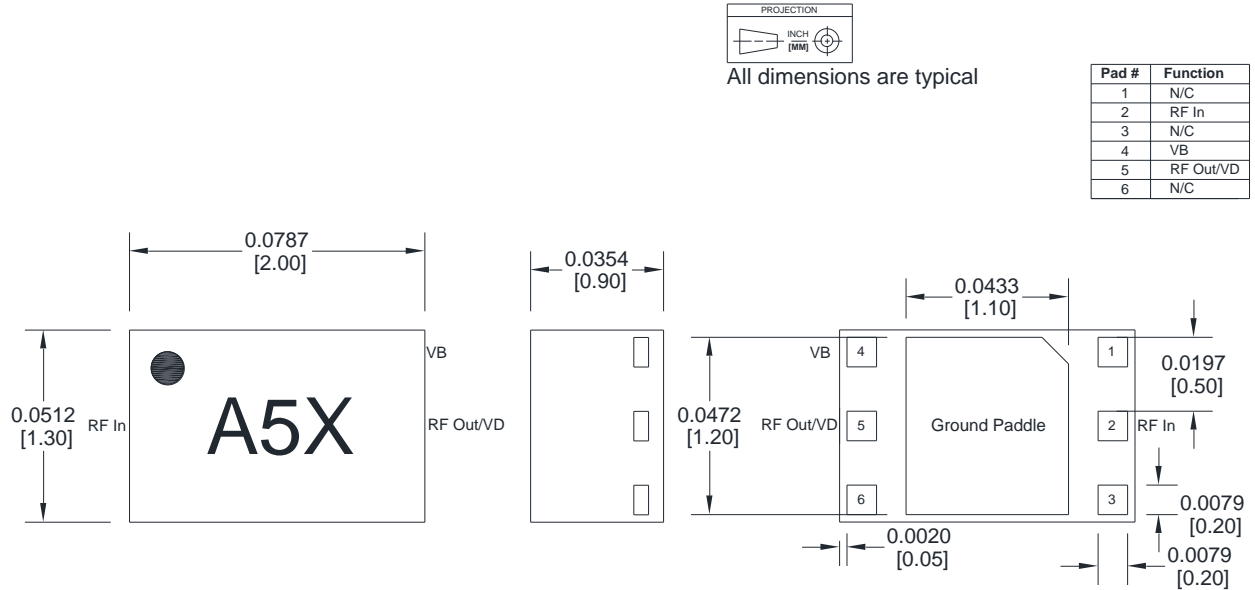 PROJECTION
INCH
[MM]
All dimensions are typical
Pad # Function
1 N/C
2 RF In
3 N/C
4 VB
5 RF Out/VD
6 N/C
0.0787
[2.00]
0.0354
[0.90]
0.0433
[1.10]
0.0512
[1.30]
RF In
A5X
VB
RF Out/VD
0.0472
[1.20]
VB
4
RF Out/VD
5
6
Ground Paddle
1
2
RF In
3
0.0197
[0.50]
0.0079
[0.20]
0.0020
[0.05]
0.0079
[0.20]